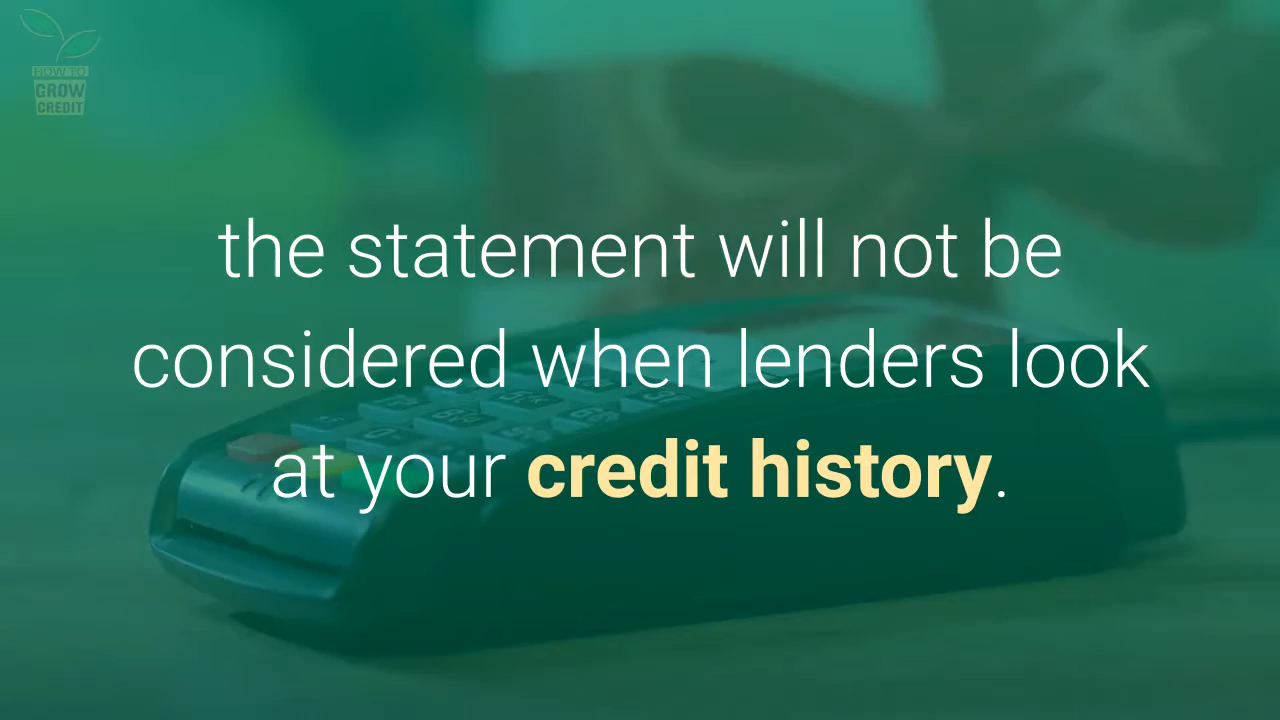 HOW TO
GROW
CREDIT
the statement will not be
considered when lenders look
at your credit history.